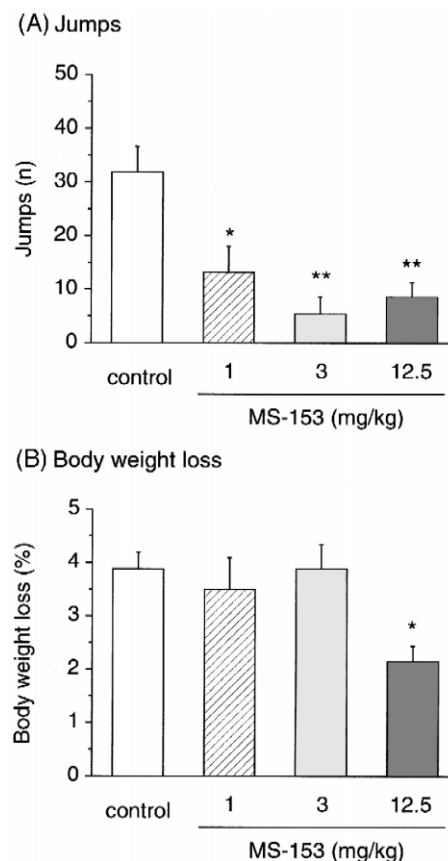 (A) Jumps
50
40
30
20
10
0
Jumps (n)
*
**
**
control 1 3 12.5
MS-153 (mg/kg)
(B) Body weight loss
5
4
3
2
1
0
Body weight loss (%)
*
control 1 3 12.5
MS-153 (mg/kg)